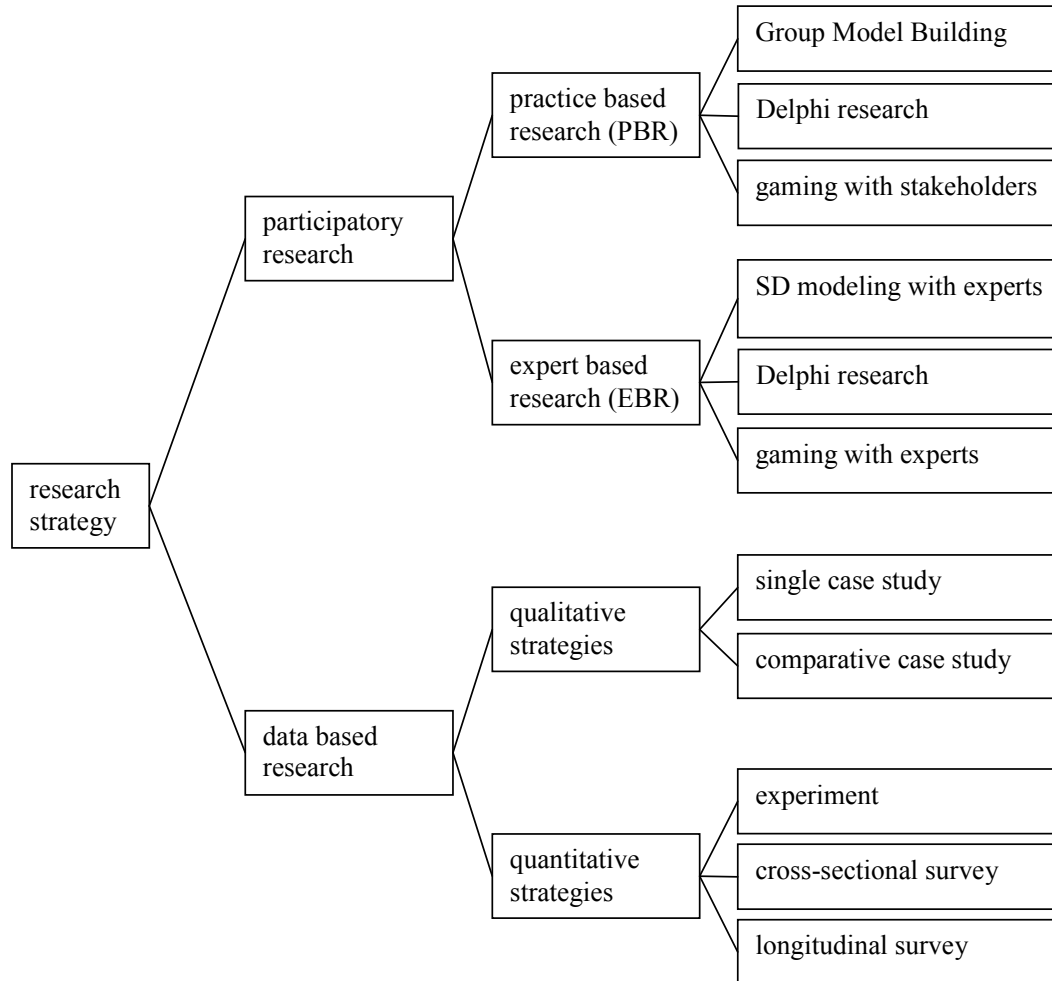 Group Model Building
practice based
research (PBR)
Delphi research
gaming with stakeholders
participatory
research
SD modeling with experts
expert based
research (EBR)
Delphi research
gaming with experts
research
strategy
single case study
qualitative
strategies
comparative case study
data based
research
experiment
quantitative
strategies
cross-sectional survey
longitudinal survey